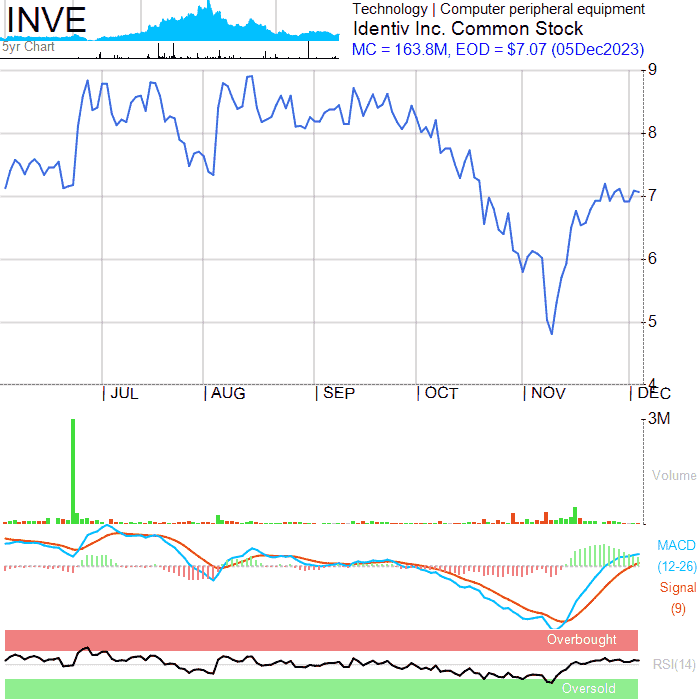 INVE
5yr Chart
Technology | Computer peripheral equipment
Identiv Inc. Common Stock
MC = 163.8M, EOD = $7.07 (05Dec2023)
9
8
7
6
5
4
| JUL | AUG | SEP | OCT | NOV | DEC
3M
Volume
MACD
(12-26)
Signal
(9)
Overbought
RSI(14)
Oversold